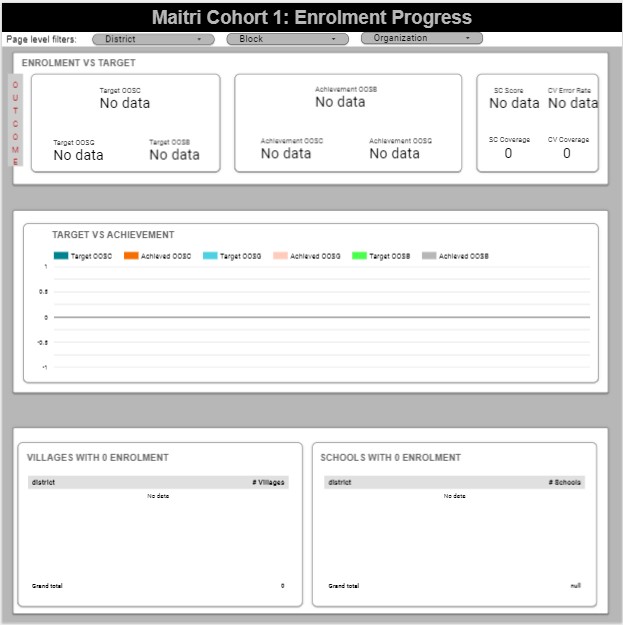 Maitri Cohort 1: Enrolment Progress
Page level filters: District Block Organization
ENROLMENT VS TARGET
OUTCOME
Target OOSC
No data
Target OOSG
No data
Target OOSB
No data
Achievement OOSB
No data
Achievement OOSC
No data
Achievement OOSG
No data
SC Score
No data
CV Error Rate
No data
SC Coverage
0
CV Coverage
0
TARGET VS ACHIEVEMENT
Target OOSC Achieved OOSC Target OOSG Achieved OOSG Target OOSB Achieved OOSB
1
0.5
0
-0.5
-1
VILLAGES WITH 0 ENROLMENT
district # Villages
No data
Grand total 0
SCHOOLS WITH 0 ENROLMENT
district # Schools
No data
Grand total null